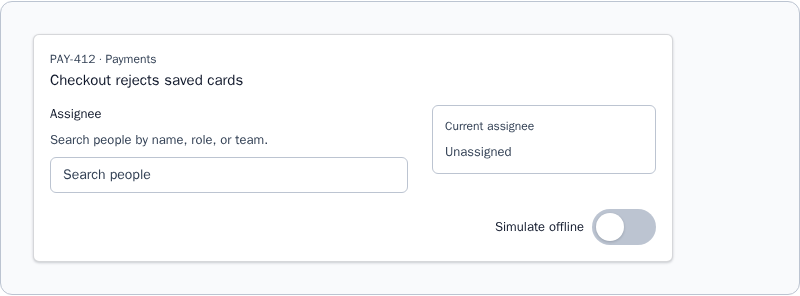 PAY-412 · Payments
Checkout rejects saved cards
Assignee
Search people by name, role, or team.
Search people
Current assignee
Unassigned
Simulate offline